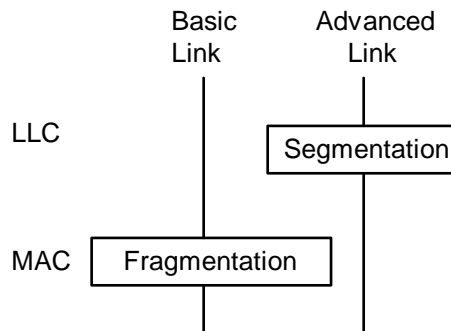 Basic
Link
Advanced
Link
LLC
Segmentation
MAC
Fragmentation